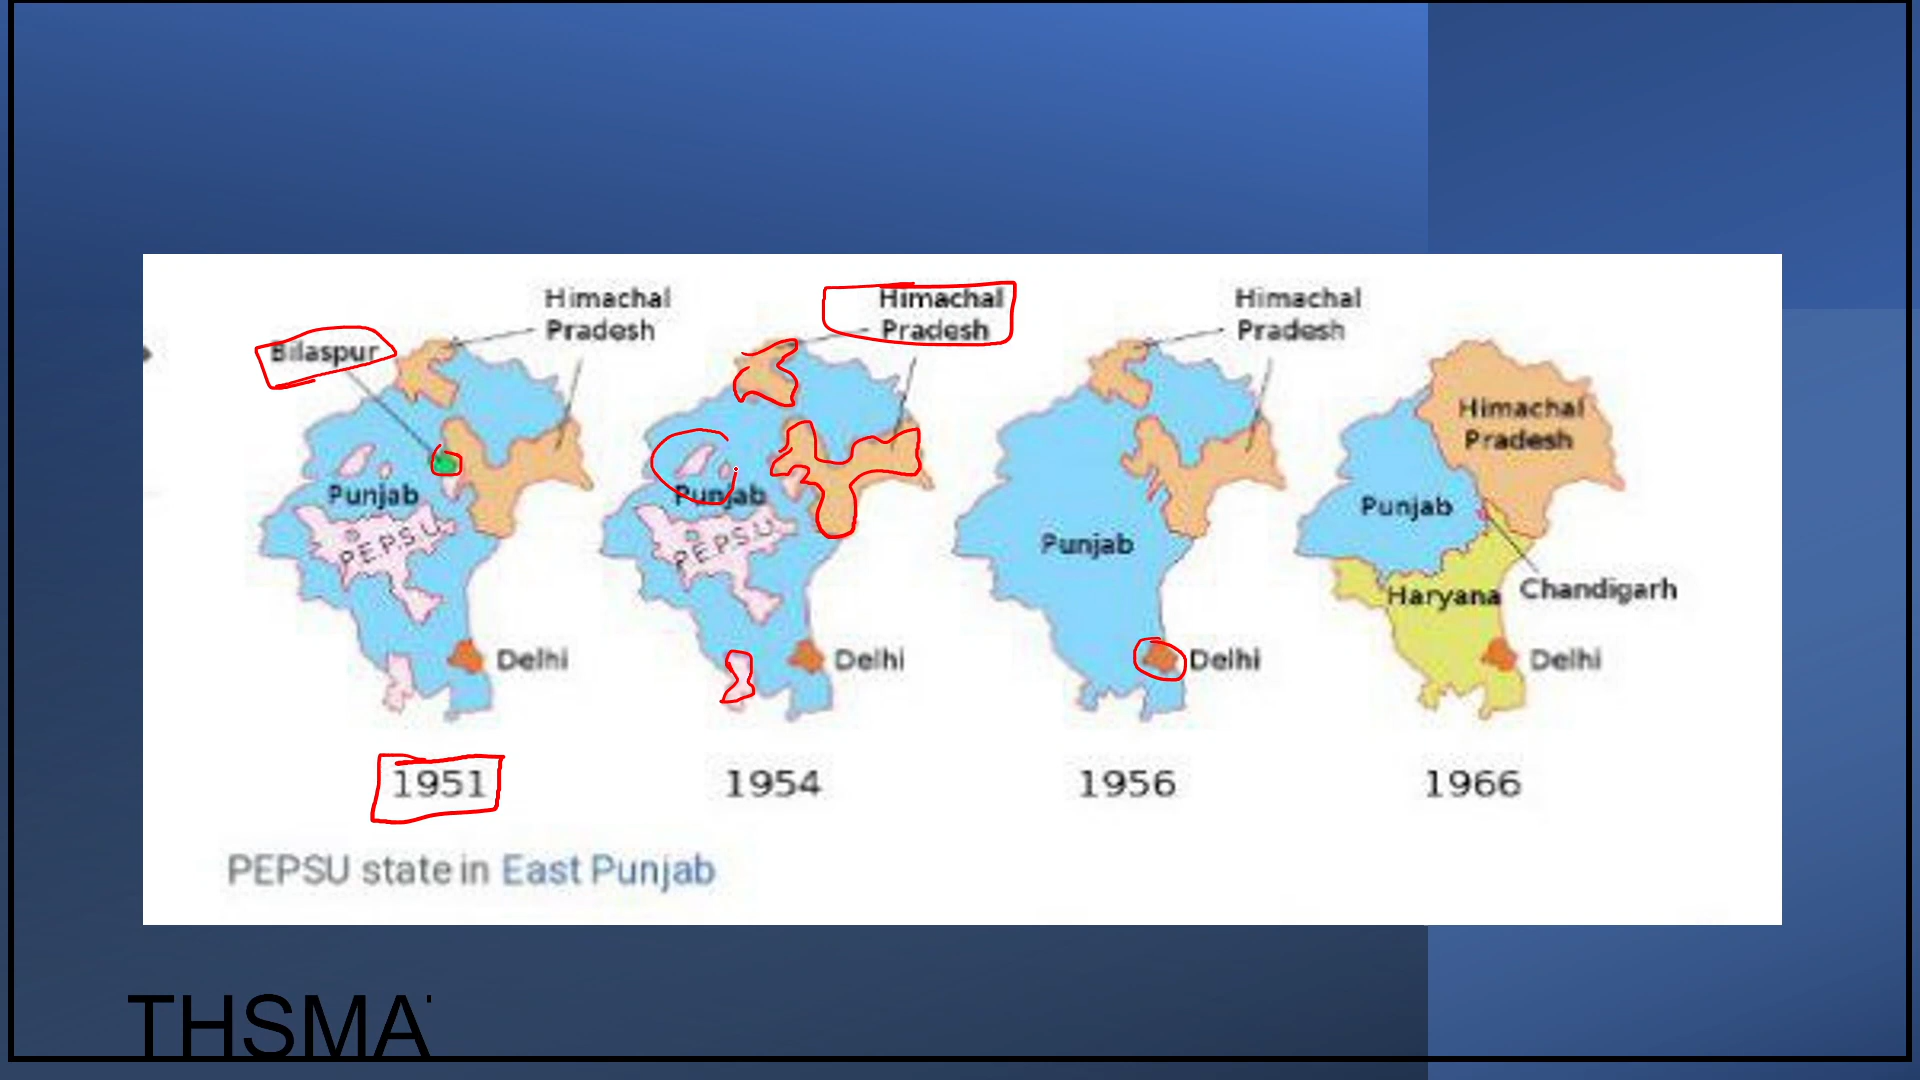 Bilaspur
Himachal
Pradesh
Punjab
PEPSU
Delhi
1951
Himachal
Pradesh
Punjab
PEPSU
Delhi
1954
Himachal
Pradesh
Punjab
Delhi
1956
Himachal
Pradesh
Punjab
Haryana
Chandigarh
Delhi
1966
PEPSU state in East Punjab
THSMA